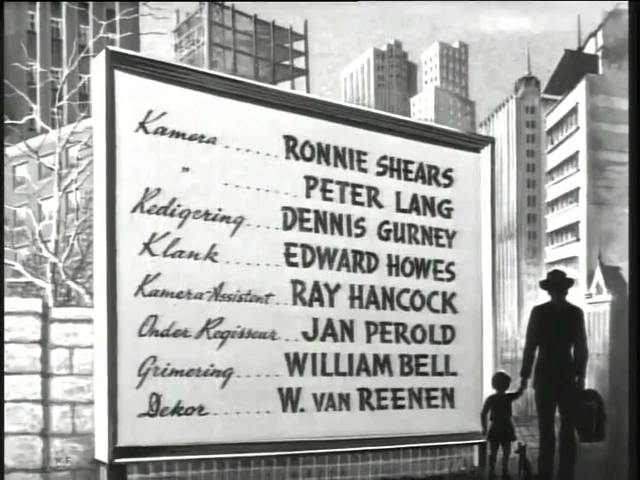 Kamera ...... RONNIE SHEARS
" ........ PETER LANG
Redigering ..... DENNIS GURNEY
Klank ...... EDWARD HOWES
Kamera-Assistent ... RAY HANCOCK
Onder Regisseur ... JAN PEROLD
Grimering ..... WILLIAM BELL
Dekor ....... W. VAN REENEN